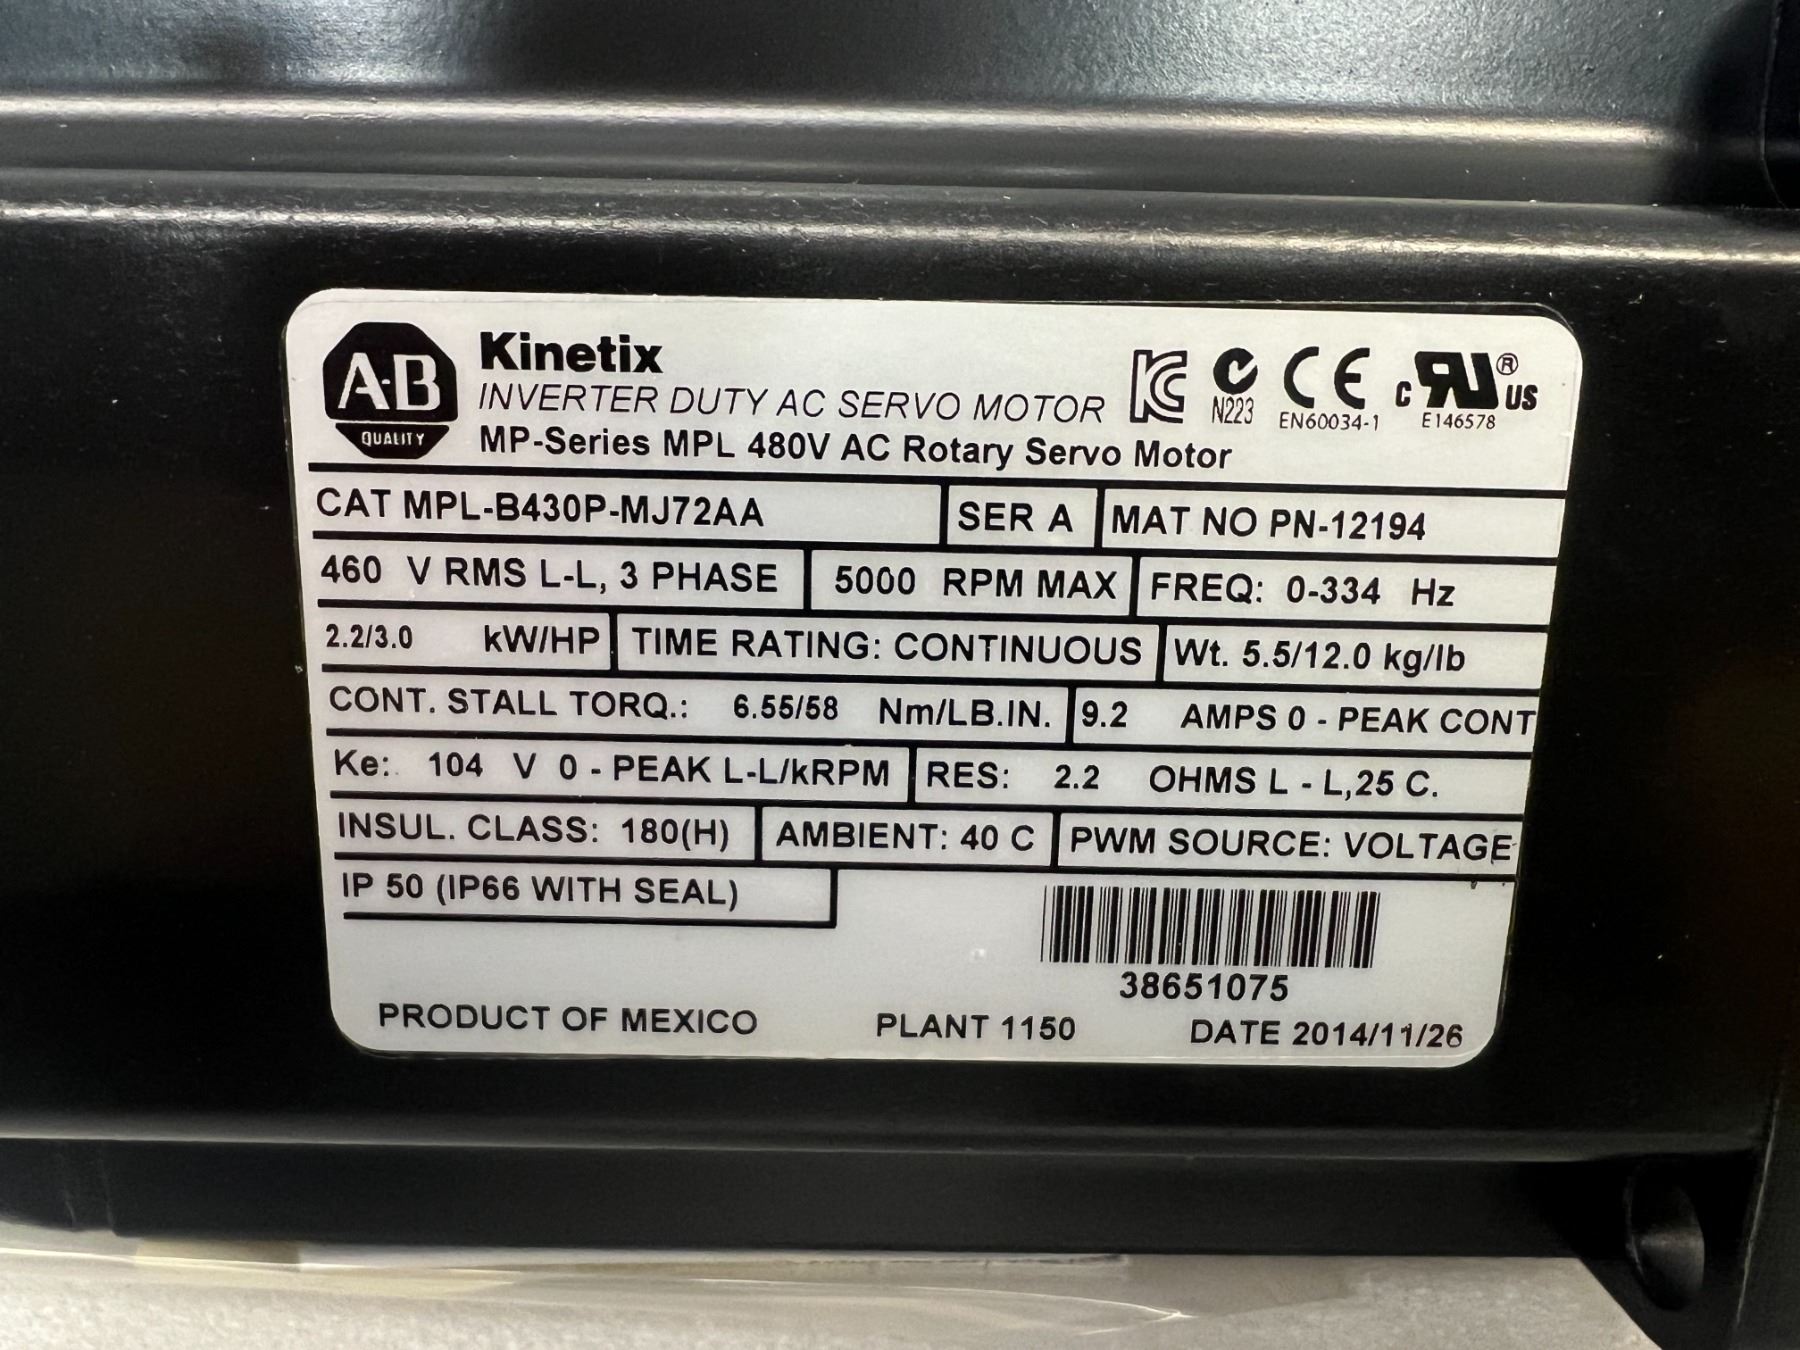 A-B
QUALITY
Kinetix
INVERTER DUTY AC SERVO MOTOR
MP-Series MPL 480V AC Rotary Servo Motor
N223
CE
EN60034-1
c RU ® US
E146578
CAT MPL-B430P-MJ72AA SER A MAT NO PN-12194
460 V RMS L-L, 3 PHASE 5000 RPM MAX FREQ: 0-334 Hz
2.2/3.0 kW/HP TIME RATING: CONTINUOUS Wt. 5.5/12.0 kg/lb
CONT. STALL TORQ.: 6.55/58 Nm/LB.IN. 9.2 AMPS 0 - PEAK CONT
Ke: 104 V 0 - PEAK L-L/kRPM RES: 2.2 OHMS L - L,25 C.
INSUL. CLASS: 180(H) AMBIENT: 40 C PWM SOURCE: VOLTAGE
IP 50 (IP66 WITH SEAL)
38651075
PRODUCT OF MEXICO PLANT 1150 DATE 2014/11/26